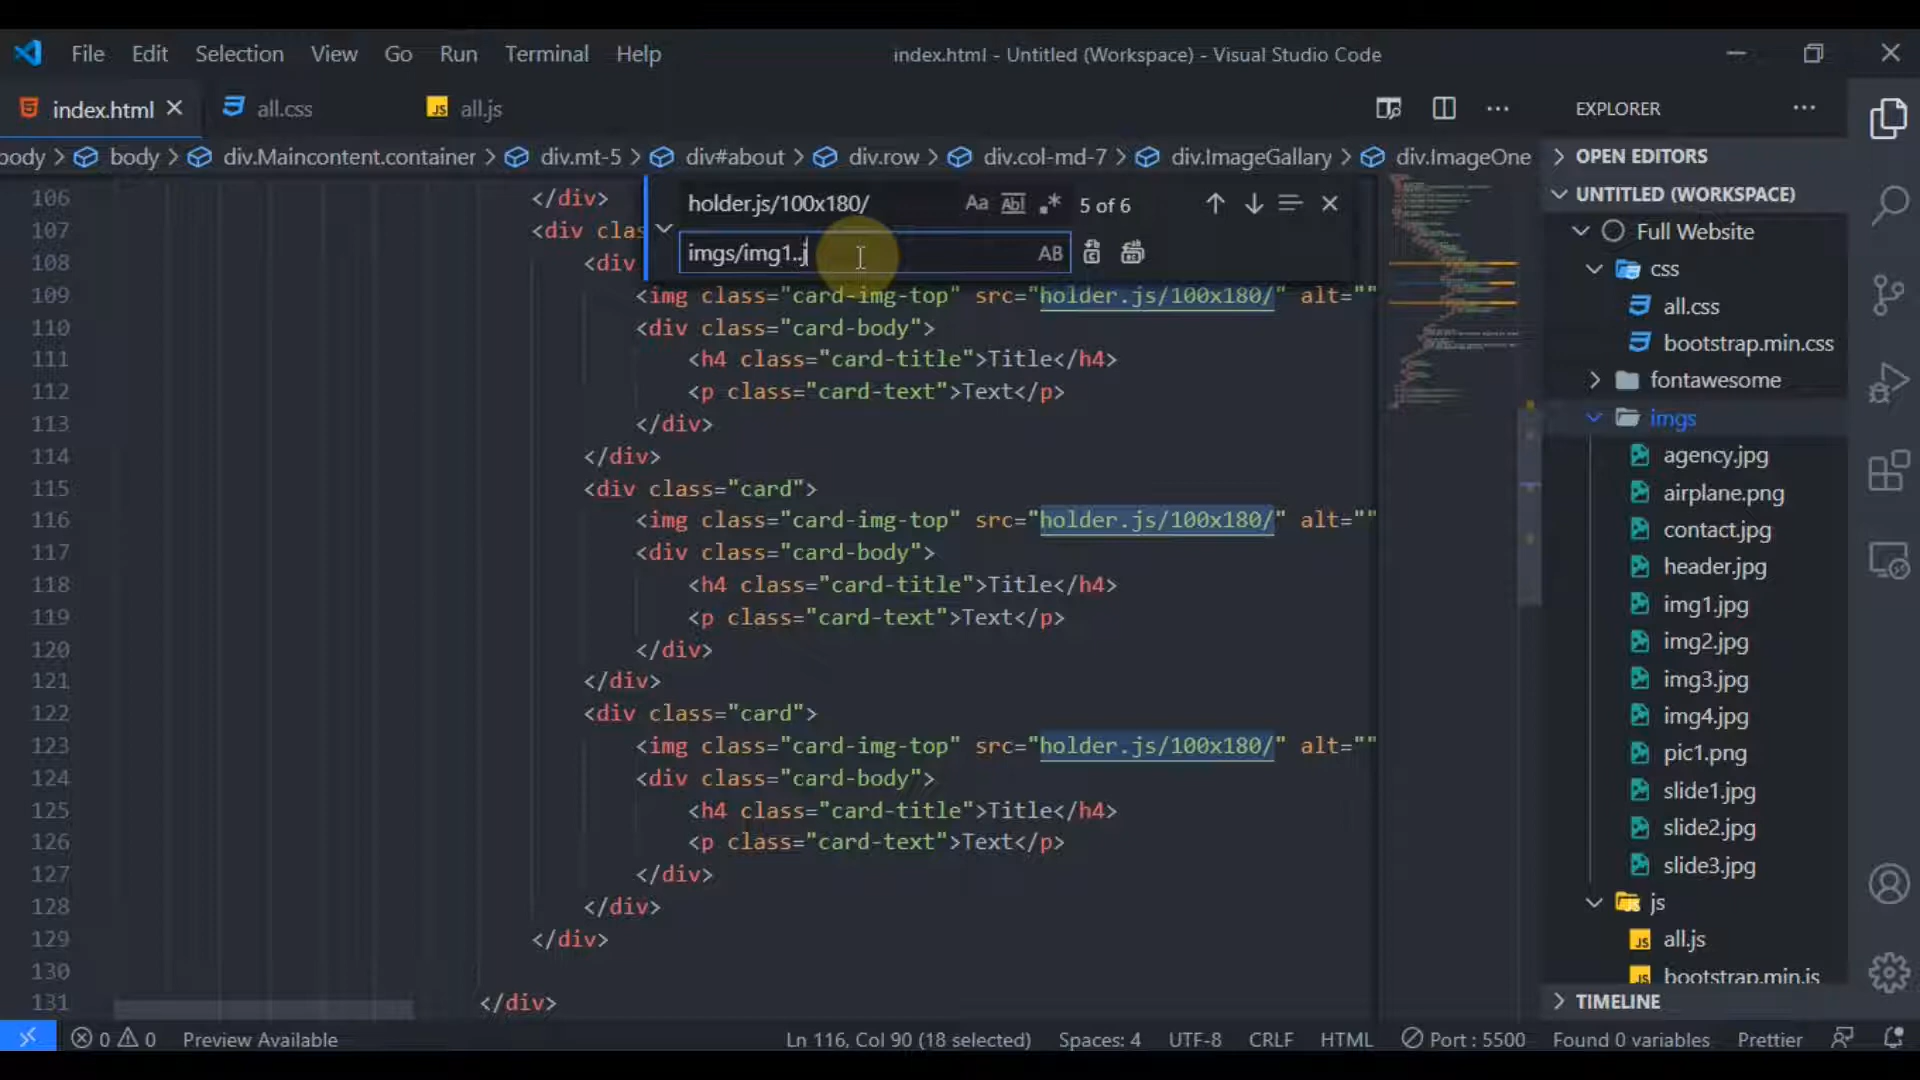 File Edit Selection View Go Run Terminal Help
index.html - Untitled (Workspace) - Visual Studio Code
index.html all.css JS all.js
EXPLORER
body > body > div.Maincontent.container > div.mt-5 > div#about > div.row > div.col-md-7 > div.ImageGallary > div.ImageOne
holder.js/100x180/ Aa Abl .* 5 of 6
imgs/img1.j AB
106 </div>
107 <div clas
108 <div
109 <img class="card-img-top" src="holder.js/100x180/" alt=""
110 <div class="card-body">
111 <h4 class="card-title">Title</h4>
112 <p class="card-text">Text</p>
113 </div>
114 </div>
115 <div class="card">
116 <img class="card-img-top" src="holder.js/100x180/" alt=""
117 <div class="card-body">
118 <h4 class="card-title">Title</h4>
119 <p class="card-text">Text</p>
120 </div>
121 </div>
122 <div class="card">
123 <img class="card-img-top" src="holder.js/100x180/" alt=""
124 <div class="card-body">
125 <h4 class="card-title">Title</h4>
126 <p class="card-text">Text</p>
127 </div>
128 </div>
129 </div>
130
131 </div>
OPEN EDITORS
UNTITLED (WORKSPACE)
Full Website
css
all.css
bootstrap.min.css
fontawesome
imgs
agency.jpg
airplane.png
contact.jpg
header.jpg
img1.jpg
img2.jpg
img3.jpg
img4.jpg
pic1.png
slide1.jpg
slide2.jpg
slide3.jpg
js
JS all.js
JS bootstrap.min.js
TIMELINE
0 0 Preview Available Ln 116, Col 90 (18 selected) Spaces: 4 UTF-8 CRLF HTML Port : 5500 Found 0 variables Prettier